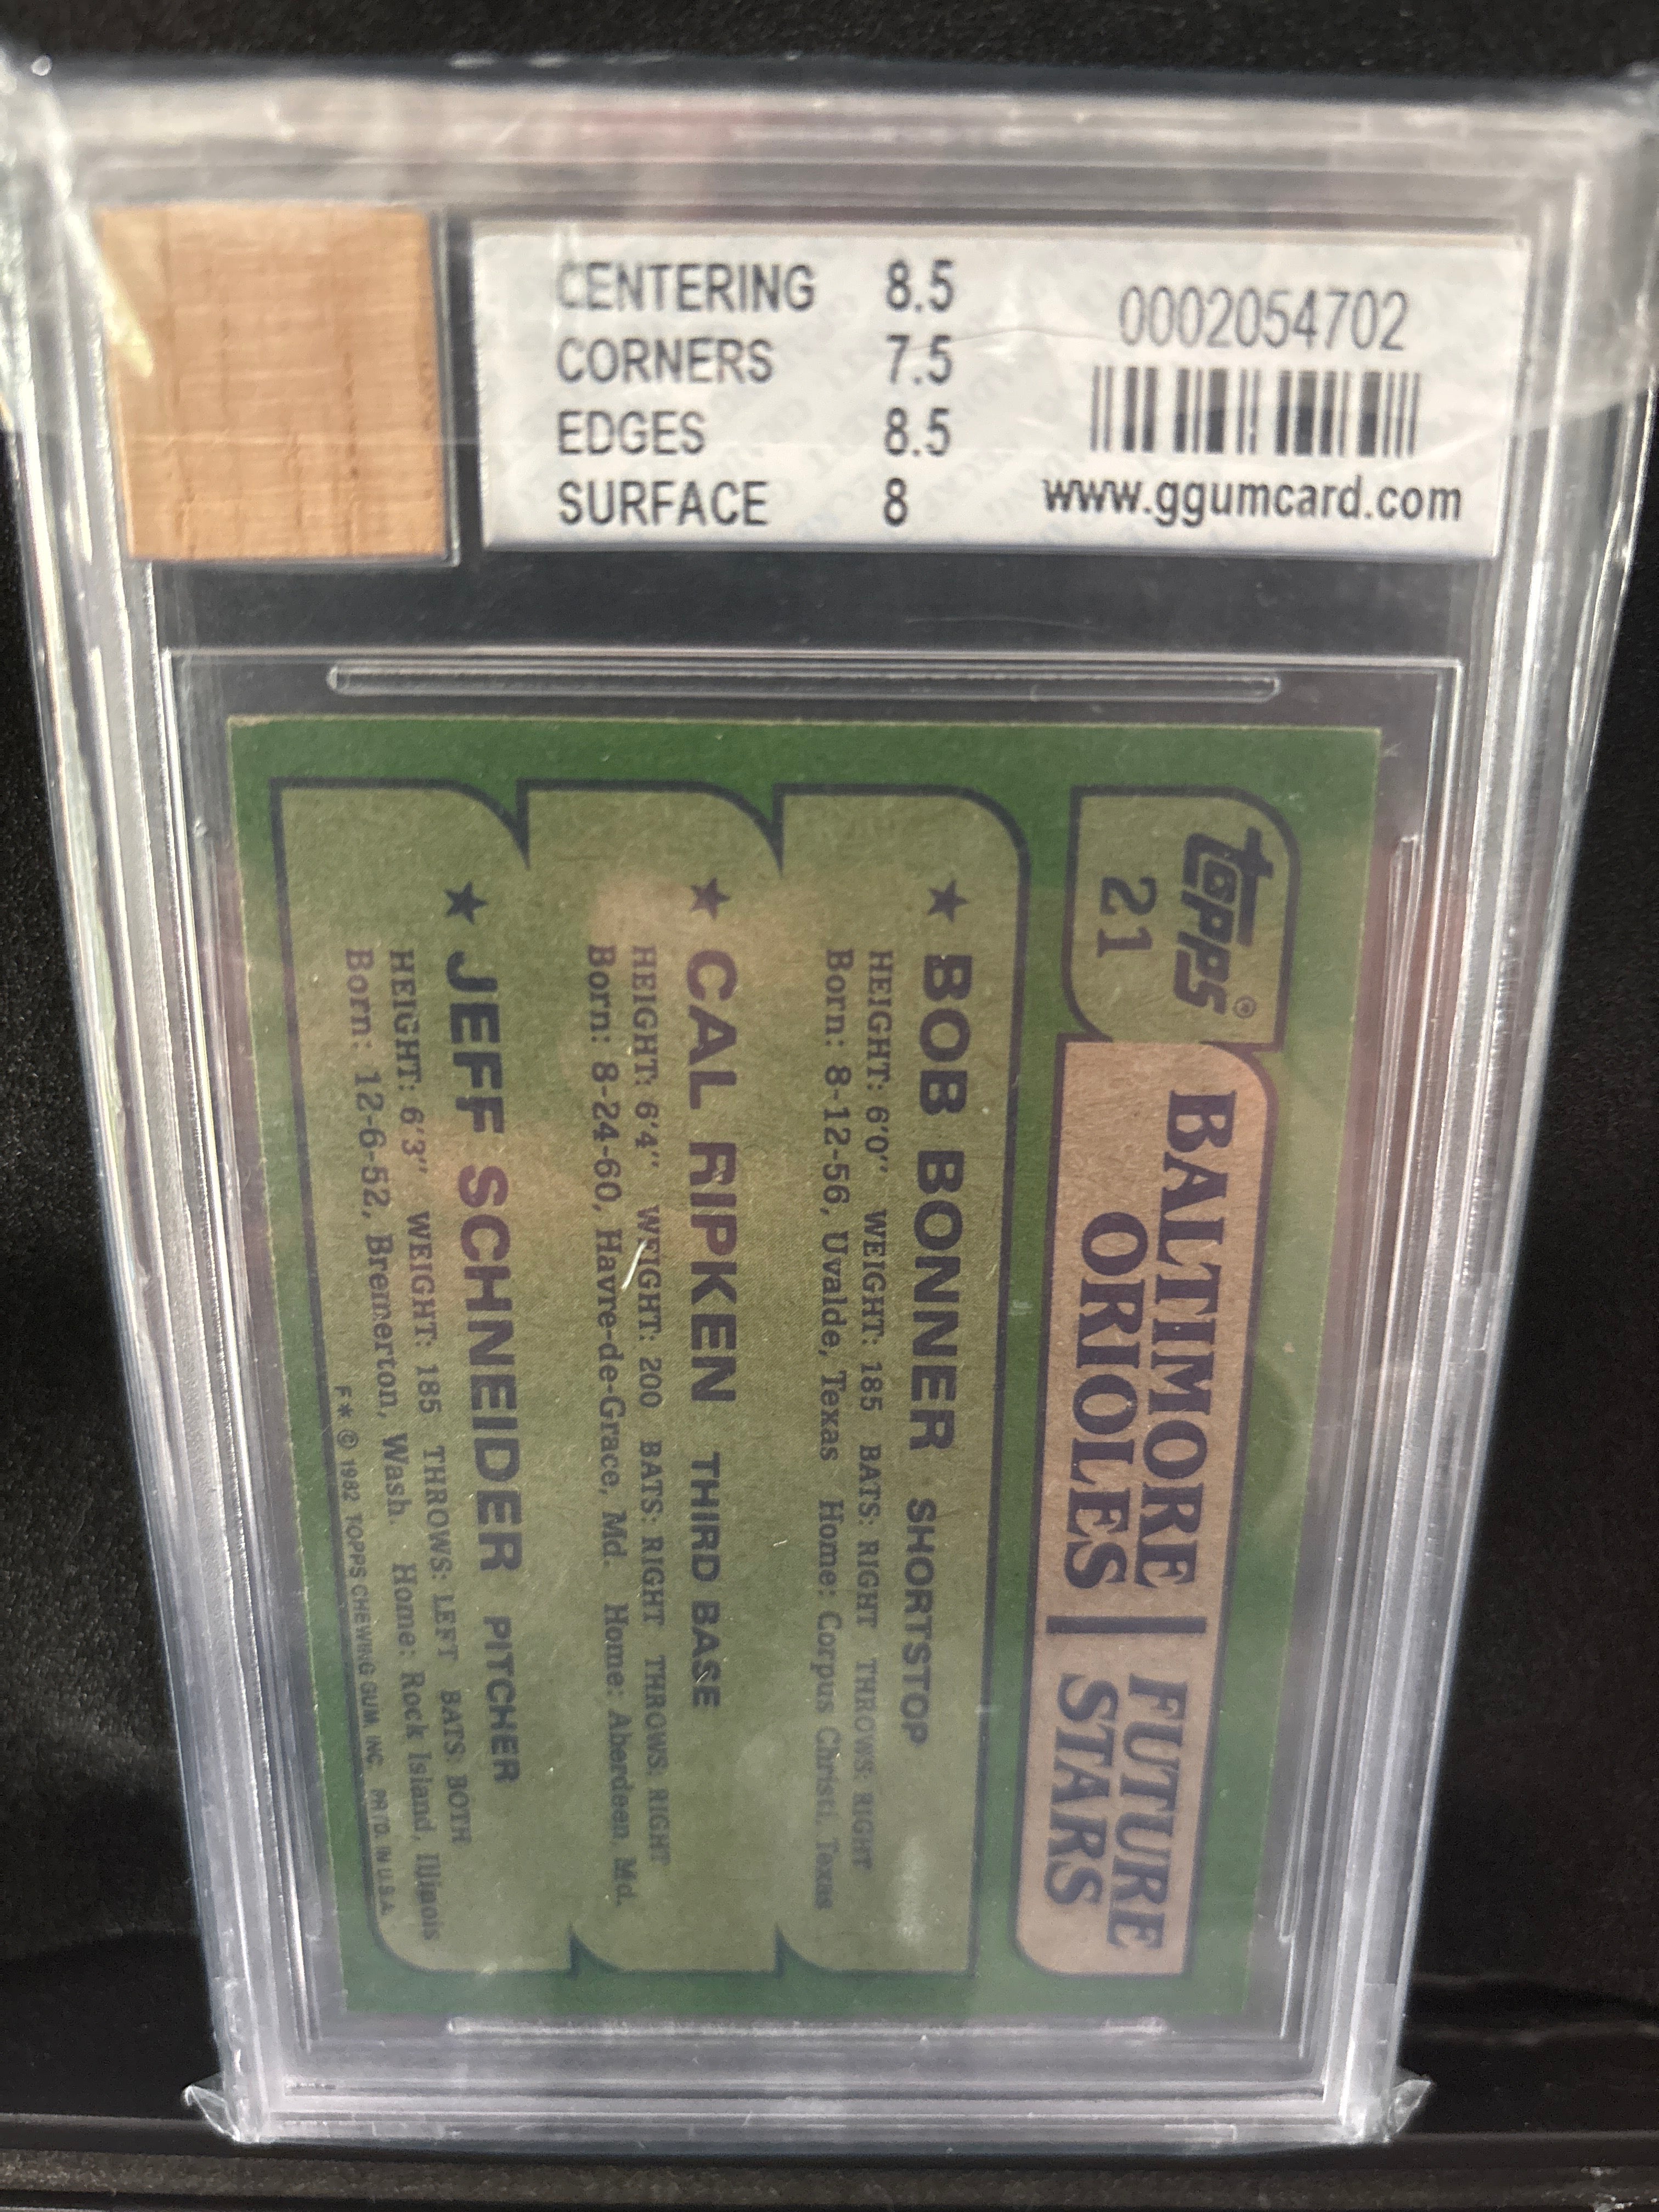 CENTERING 8.5
CORNERS 7.5
EDGES 8.5
SURFACE 8
0002054702
www.ggumcard.com
topps®
21
BALTIMORE
ORIOLES
FUTURE
STARS
★ BOB BONNER SHORTSTOP
HEIGHT: 6'0" WEIGHT: 185 BATS: RIGHT THROWS: RIGHT
Born: 8-12-56, Uvalde, Texas Home: Corpus Christi, Texas
★ CAL RIPKEN THIRD BASE
HEIGHT: 6'4" WEIGHT: 200 BATS: RIGHT THROWS: RIGHT
Born: 8-24-60, Havre-de-Grace, Md. Home: Aberdeen, Md.
★ JEFF SCHNEIDER PITCHER
HEIGHT: 6'3" WEIGHT: 185 THROWS: LEFT BATS: BOTH
Born: 12-6-52, Bremerton, Wash. Home: Rock Island, Illinois
F* © 1982 TOPPS CHEWING GUM, INC. PRTD. IN U.S.A.